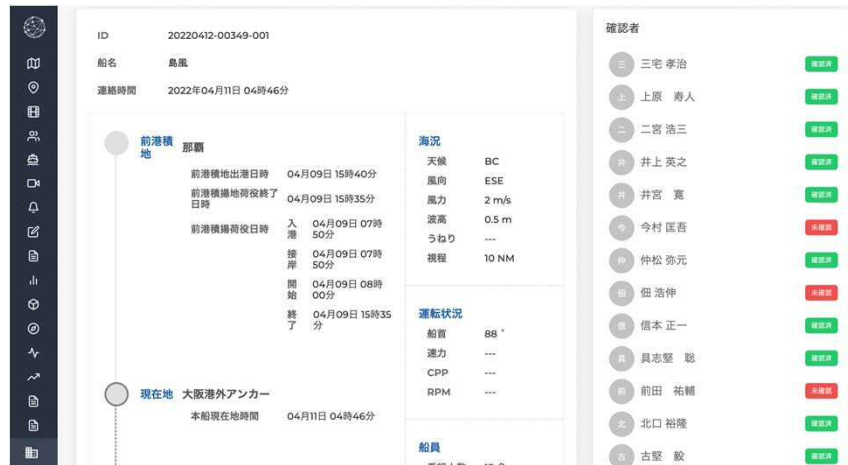 ID 20220412-00349-001
船名 島風
連絡時間 2022年04月11日 04時46分
前港積
地 那覇
前港積地出港日時 04月09日 15時40分
前港積揚地荷役終了
日時 04月09日 15時35分
前港積揚荷役日時 入
港 04月09日 07時
50分
接
岸 04月09日 07時
50分
開
始 04月09日 08時
00分
終
了 04月09日 15時35
分
現在地 大阪港外アンカー
本船現在地時間 04月11日 04時46分
海況
天候 BC
風向 ESE
風力 2 m/s
波高 0.5 m
うねり ---
視程 10 NM
運転状況
船首 88 °
速力 ---
CPP ---
RPM ---
船員
確認者
三 三宅 孝治 確認済
上 上原 寿人 確認済
二 二宮 浩三 確認済
井 井上 英之 確認済
井 井宮 寛 確認済
今 今村 匡吾 未確認
仲 仲松 弥元 確認済
佃 佃 浩伸 未確認
信 信本 正一 確認済
具 具志堅 聡 確認済
前 前田 祐輔 未確認
北 北口 裕隆 確認済
古 古堅 毅 確認済